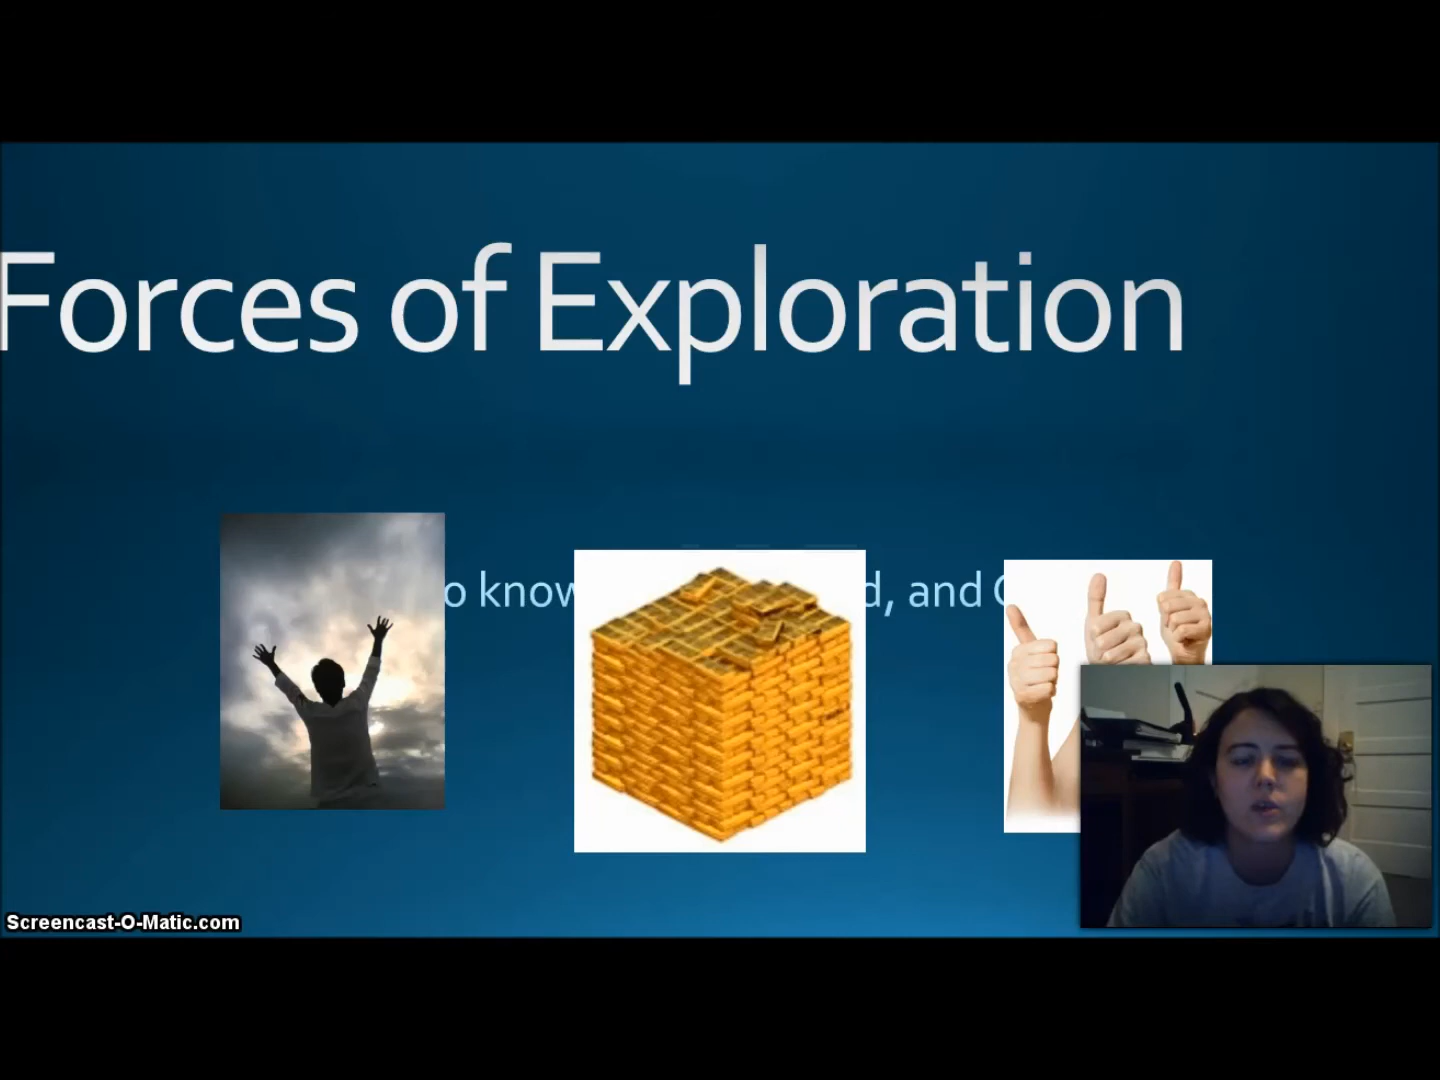 Forces of Exploration
o know d, and
Screencast-O-Matic.com